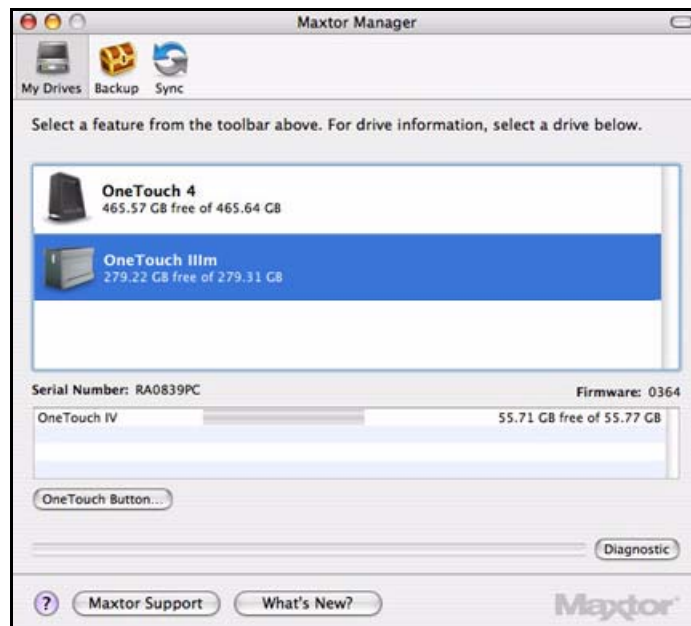 Maxtor Manager
My Drives Backup Sync
Select a feature from the toolbar above. For drive information, select a drive below.
OneTouch 4
465.57 GB free of 465.64 GB
OneTouch IIIm
279.22 GB free of 279.31 GB
Serial Number: RA0839PC Firmware: 0364
OneTouch IV 55.71 GB free of 55.77 GB
OneTouch Button...
Diagnostic
? Maxtor Support What's New? Maxtor